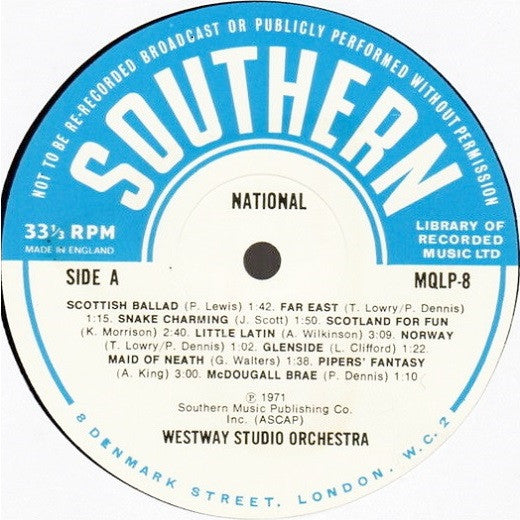 NOT TO BE RE-RECORDED BROADCAST OR PUBLICLY PERFORMED WITHOUT PERMISSION
SOUTHERN
NATIONAL
33⅓ RPM
MADE IN ENGLAND
LIBRARY OF
RECORDED
MUSIC LTD
SIDE A
MQLP-8
SCOTTISH BALLAD (P. Lewis) 1:42. FAR EAST (T. Lowry/P. Dennis)
1:15. SNAKE CHARMING (J. Scott) 1:50. SCOTLAND FOR FUN
(K. Morrison) 2:40. LITTLE LATIN (A. Wilkinson) 3:09. NORWAY
(T. Lowry/P. Dennis) 1:02. GLENSIDE (L. Clifford) 1:22.
MAID OF NEATH (G. Walters) 1:38. PIPERS' FANTASY
(A. King) 3:00. McDOUGALL BRAE (P. Dennis) 1:10
℗ 1971
Southern Music Publishing Co.
Inc. (ASCAP)
WESTWAY STUDIO ORCHESTRA
8 DENMARK STREET, LONDON, W.C.2